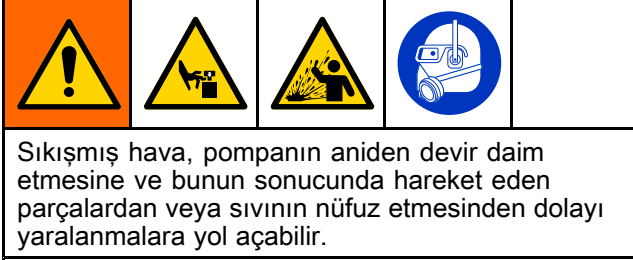 Sıkışmış hava, pompanın aniden devir daim
etmesine ve bunun sonucunda hareket eden
parçalardan veya sıvının nüfuz etmesinden dolayı
yaralanmalara yol açabilir.